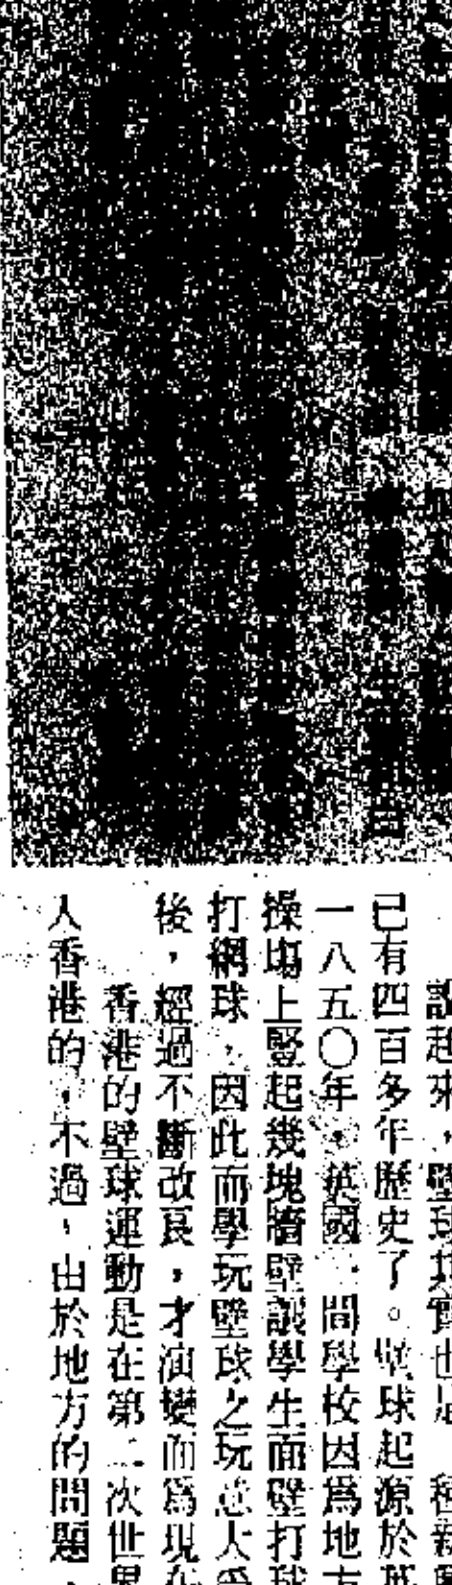 說起來，壁球其實也是
已有四百多年歷史了。壁球起源於英
一八五〇年，英國一間學校因爲地方
操場上豎起幾塊牆壁讓學生面壁打球
打網球，因此而學玩壁球之玩意大受
後，經過不斷改良，才演變而爲現在
香港的壁球運動是在第二次世界
人香港的，不過，由於地方的問題，